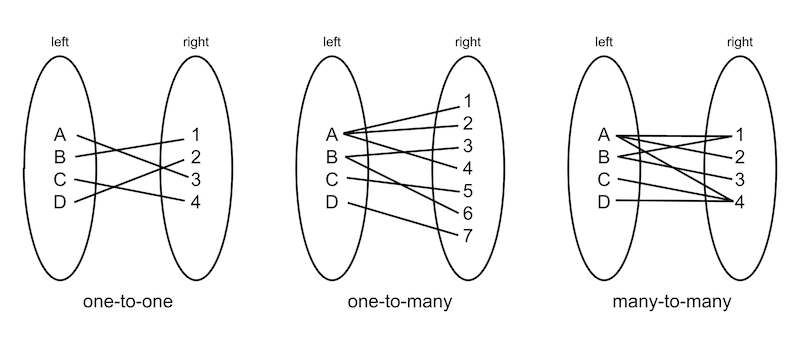 left right
A 1
B 2
C 3
D 4
one-to-one
left right
1
A 2
B 3
C 4
D 5
6
7
one-to-many
left right
A 1
B 2
C 3
D 4
many-to-many